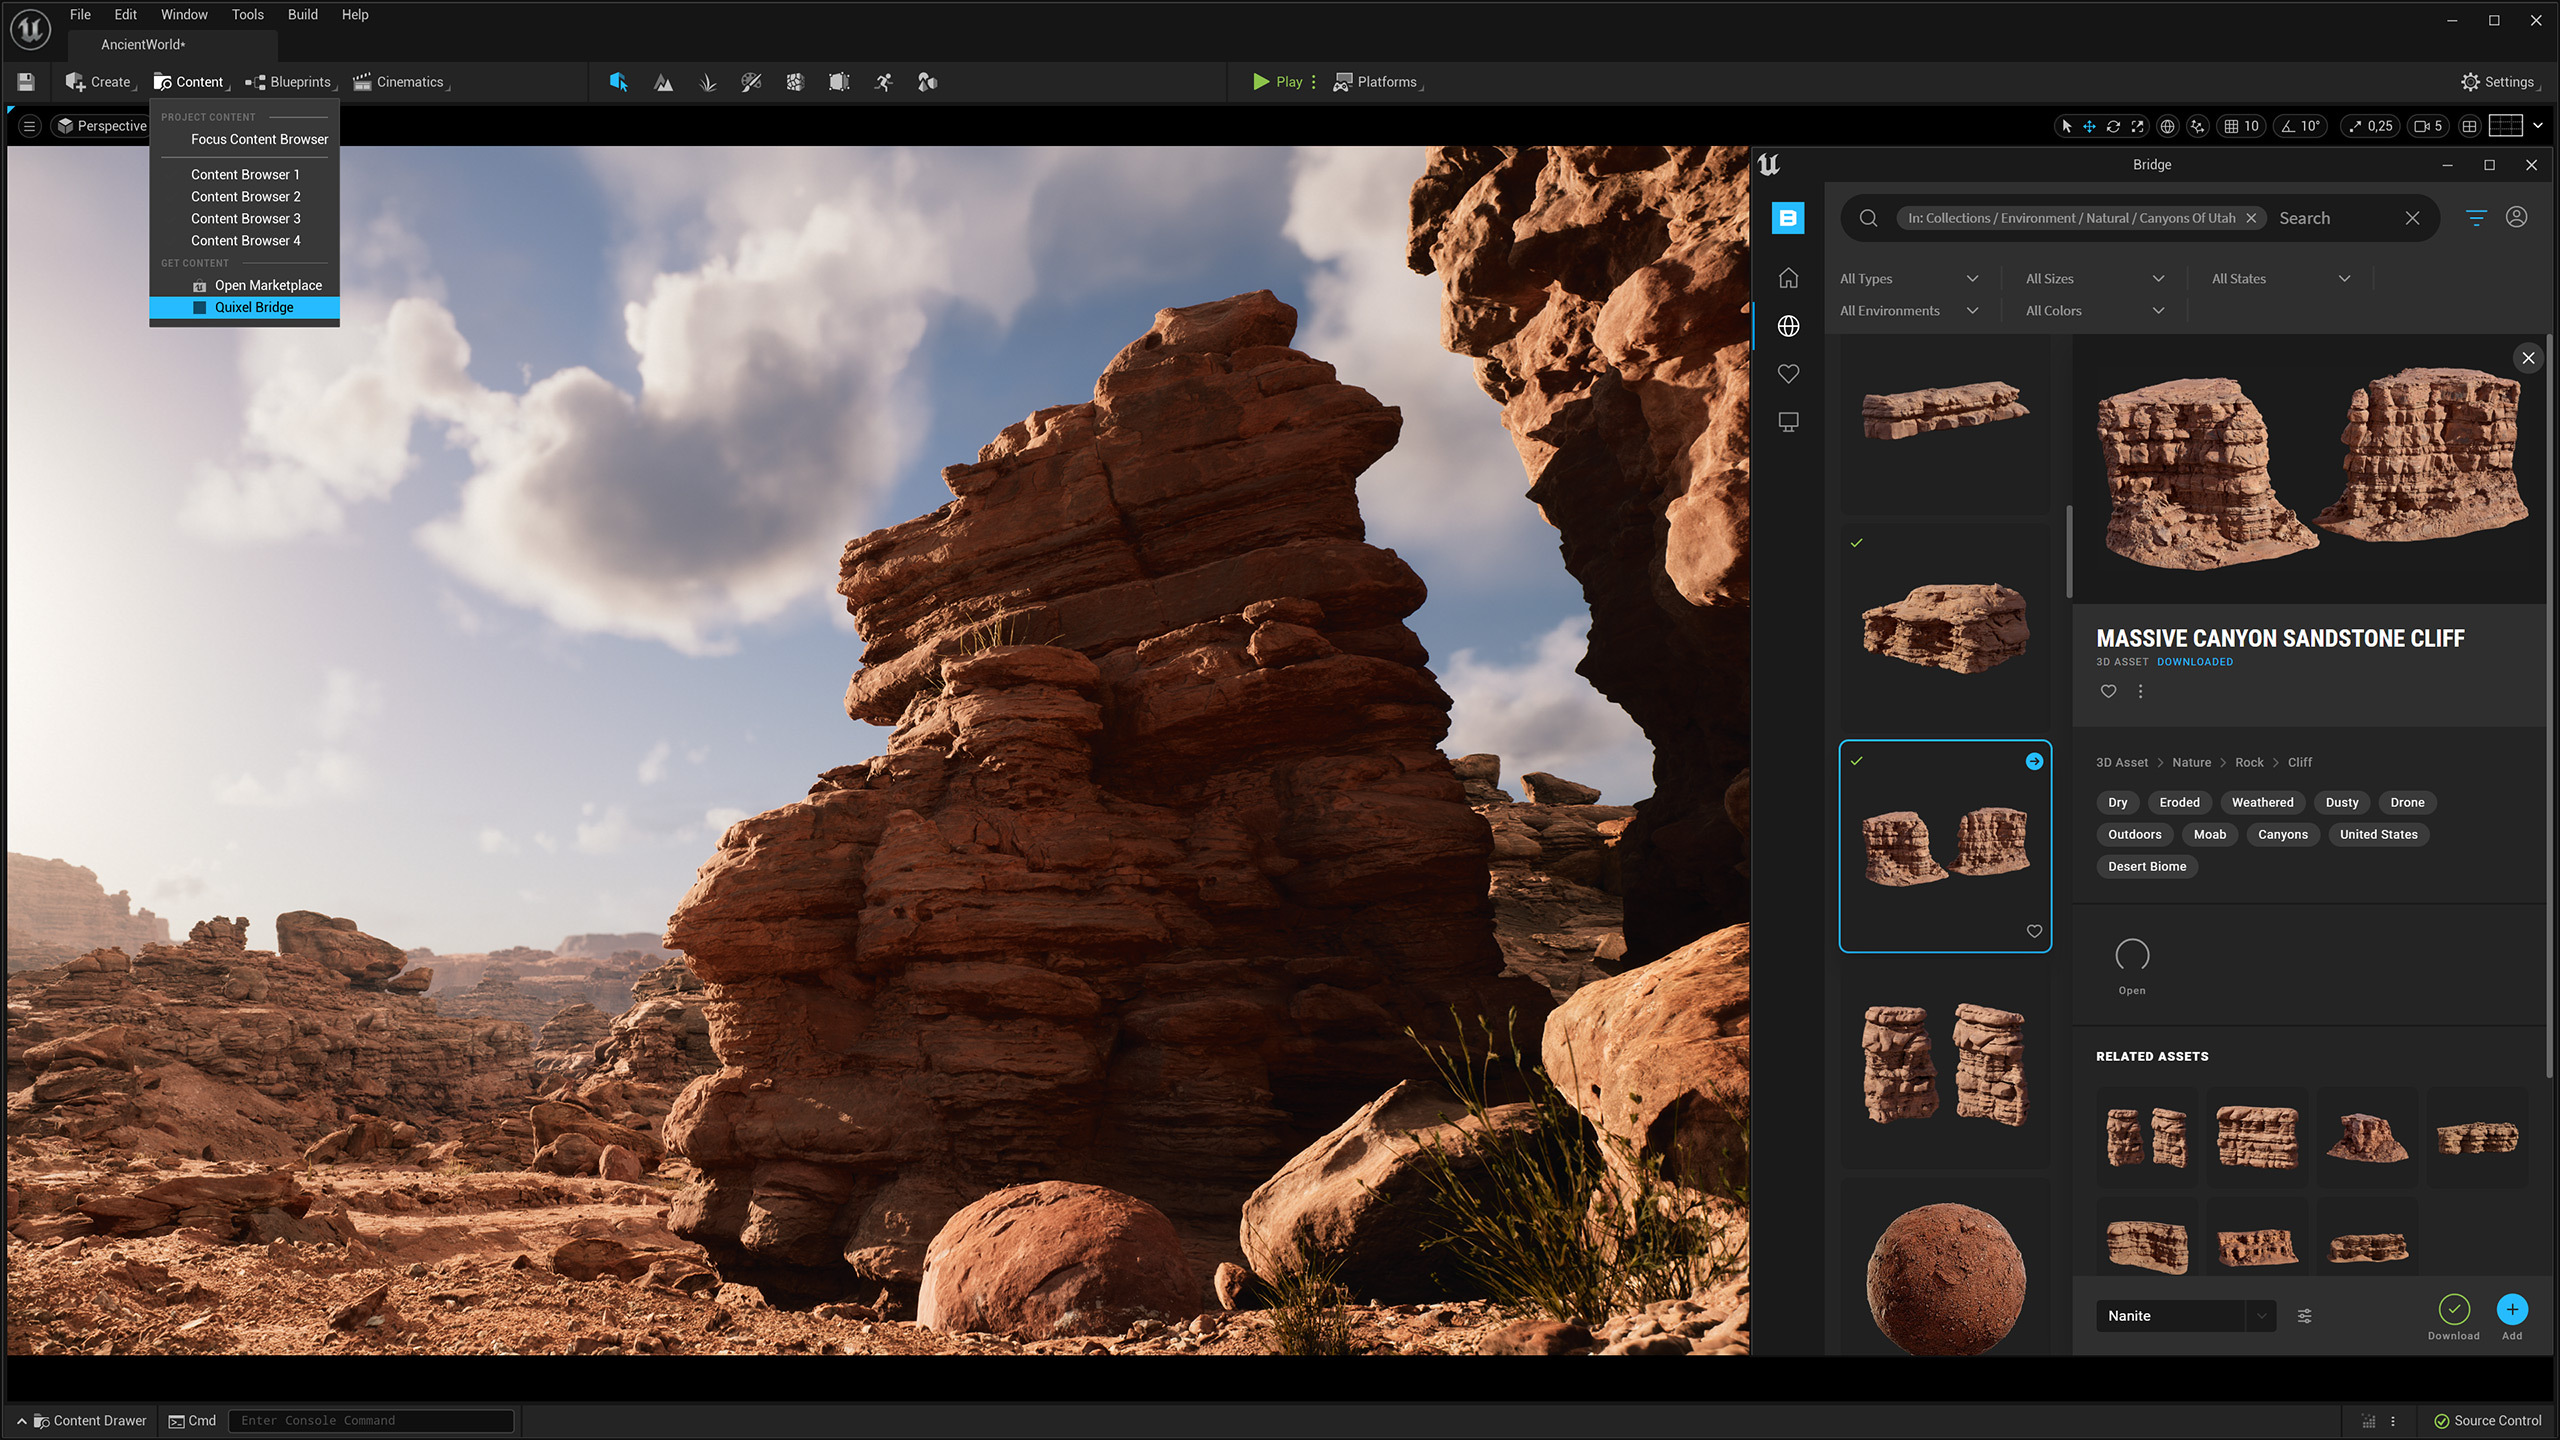 File Edit Window Tools Build Help
AncientWorld*
Create Content Blueprints Cinematics Play Platforms Settings
Perspective 10 10° 0,25 5
PROJECT CONTENT
Focus Content Browser
Content Browser 1
Content Browser 2
Content Browser 3
Content Browser 4
GET CONTENT
Open Marketplace
Quixel Bridge
Bridge
In: Collections / Environment / Natural / Canyons Of Utah Search
All Types All Sizes All States
All Environments All Colors
MASSIVE CANYON SANDSTONE CLIFF
3D ASSET DOWNLOADED
3D Asset > Nature > Rock > Cliff
Dry Eroded Weathered Dusty Drone
Outdoors Moab Canyons United States
Desert Biome
Open
RELATED ASSETS
Nanite
Download Add
Content Drawer Cmd Enter Console Command Source Control